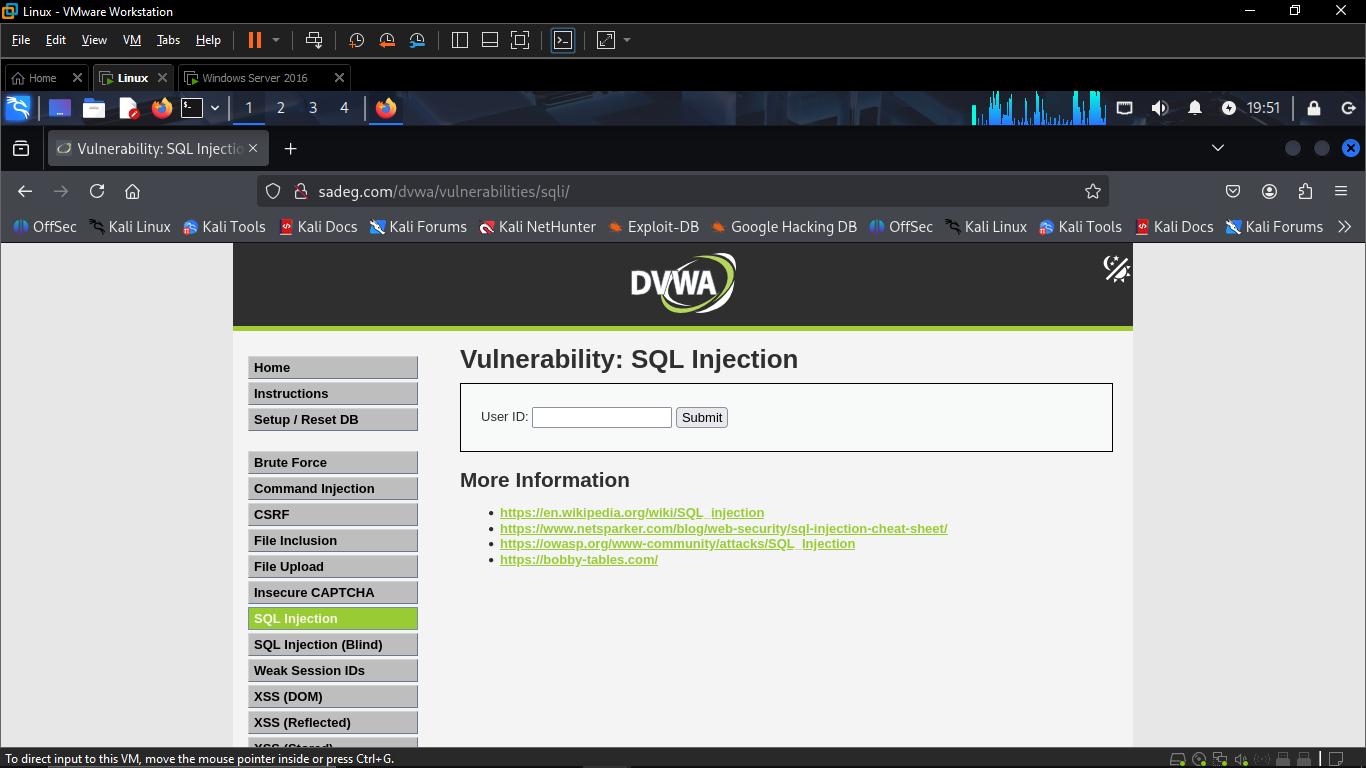 Linux - VMware Workstation
File Edit View VM Tabs Help
Home Linux Windows Server 2016
1 2 3 4 19:51
Vulnerability: SQL Injectio
sadeg.com/dvwa/vulnerabilities/sqli/
OffSec Kali Linux Kali Tools Kali Docs Kali Forums Kali NetHunter Exploit-DB Google Hacking DB OffSec Kali Linux Kali Tools Kali Docs Kali Forums
DVWA
Home
Instructions
Setup / Reset DB
Brute Force
Command Injection
CSRF
File Inclusion
File Upload
Insecure CAPTCHA
SQL Injection
SQL Injection (Blind)
Weak Session IDs
XSS (DOM)
XSS (Reflected)
XSS (Stored)
Vulnerability: SQL Injection
User ID: Submit
More Information
https://en.wikipedia.org/wiki/SQL_injection
https://www.netsparker.com/blog/web-security/sql-injection-cheat-sheet/
https://owasp.org/www-community/attacks/SQL_Injection
https://bobby-tables.com/
To direct input to this VM, move the mouse pointer inside or press Ctrl+G.